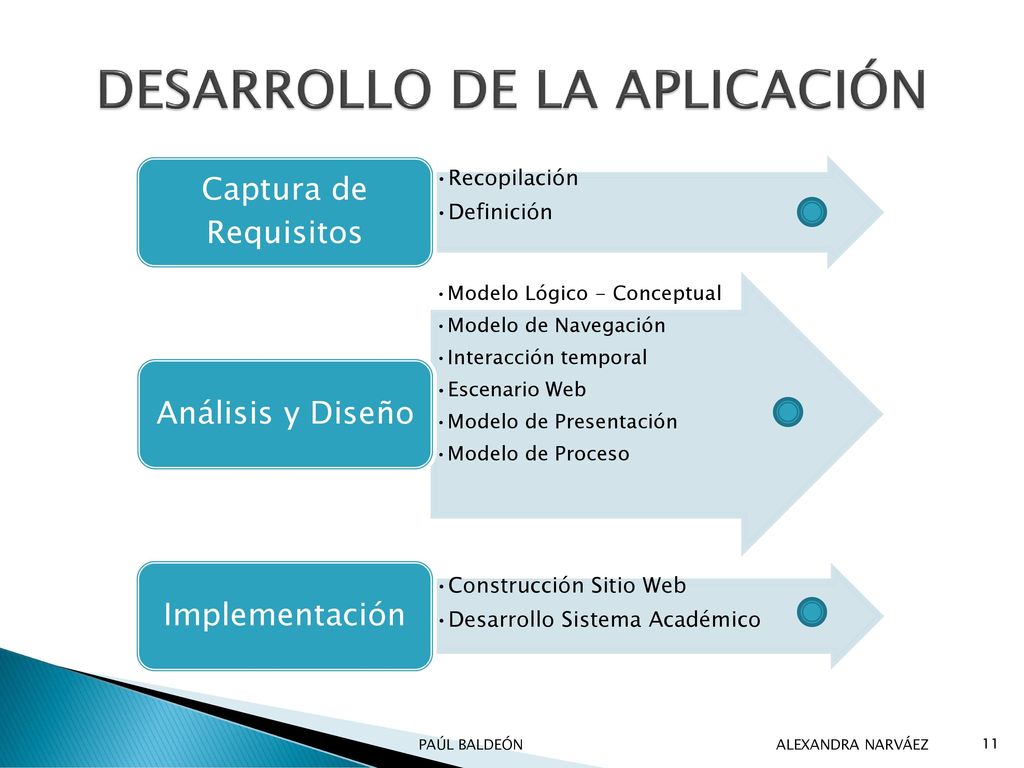 DESARROLLO DE LA APLICACIÓN
Captura de
Requisitos
•Recopilación
•Definición
Análisis y Diseño
•Modelo Lógico - Conceptual
•Modelo de Navegación
•Interacción temporal
•Escenario Web
•Modelo de Presentación
•Modelo de Proceso
Implementación
•Construcción Sitio Web
•Desarrollo Sistema Académico
PAÚL BALDEÓN ALEXANDRA NARVÁEZ 11